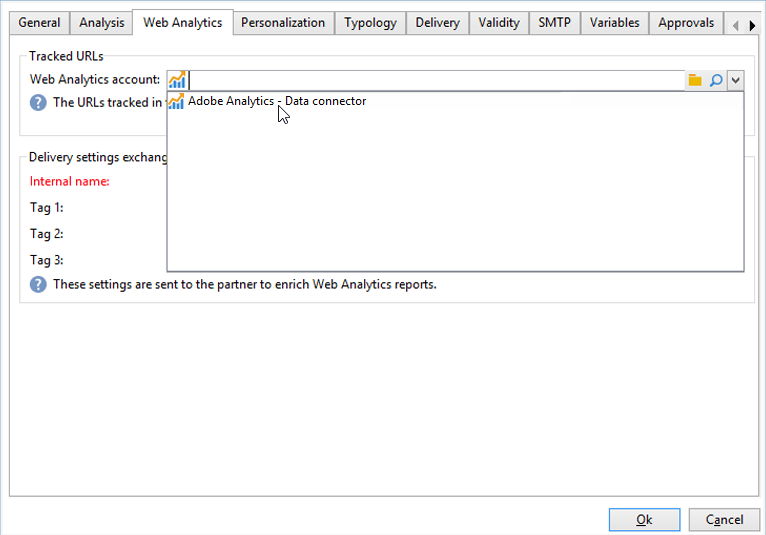 General Analysis Web Analytics Personalization Typology Delivery Validity SMTP Variables Approvals
Tracked URLs
Web Analytics account:
Adobe Analytics - Data connector
The URLs tracked in
Delivery settings exchang
Internal name:
Tag 1:
Tag 2:
Tag 3:
These settings are sent to the partner to enrich Web Analytics reports.
Ok Cancel